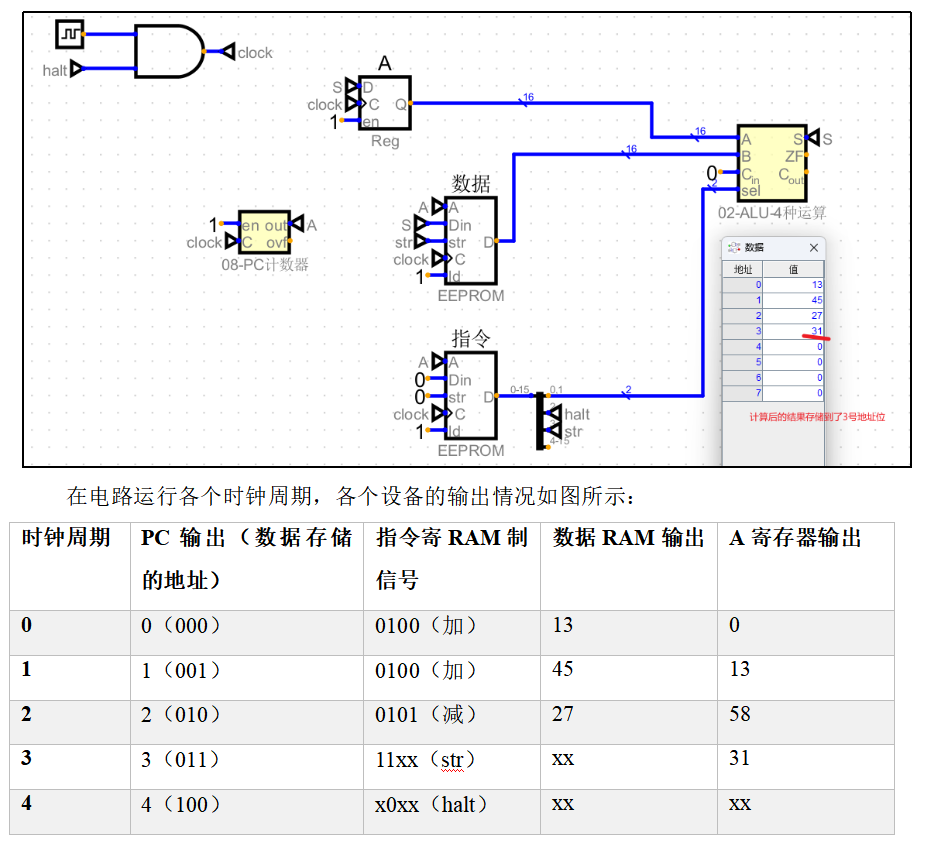 halt
clock
A
S D
clock C Q
1 en
Reg
16
16
16
A S S
B ZF
0 Cin Cout
2 sel
02-ALU-4种运算
1 en out A
clock C ovf
08-PC计数器
数据
A A
S Din
str str D
clock C
1 ld
EEPROM
指令
A A
0 Din
0 str D
clock C
1 ld
EEPROM
0-15 0,1 2
halt
str
4-15
数据
地址 值
0 13
1 45
2 27
3 31
4 0
5 0
6 0
7 0
计算后的结果存储到了3号地址位
在电路运行各个时钟周期，各个设备的输出情况如图所示：
时钟周期 PC 输出（数据存储的地址） 指令寄 RAM 制信号 数据 RAM 输出 A 寄存器输出
0 0（000） 0100（加） 13 0
1 1（001） 0100（加） 45 13
2 2（010） 0101（减） 27 58
3 3（011） 11xx（str） xx 31
4 4（100） x0xx（halt） xx xx